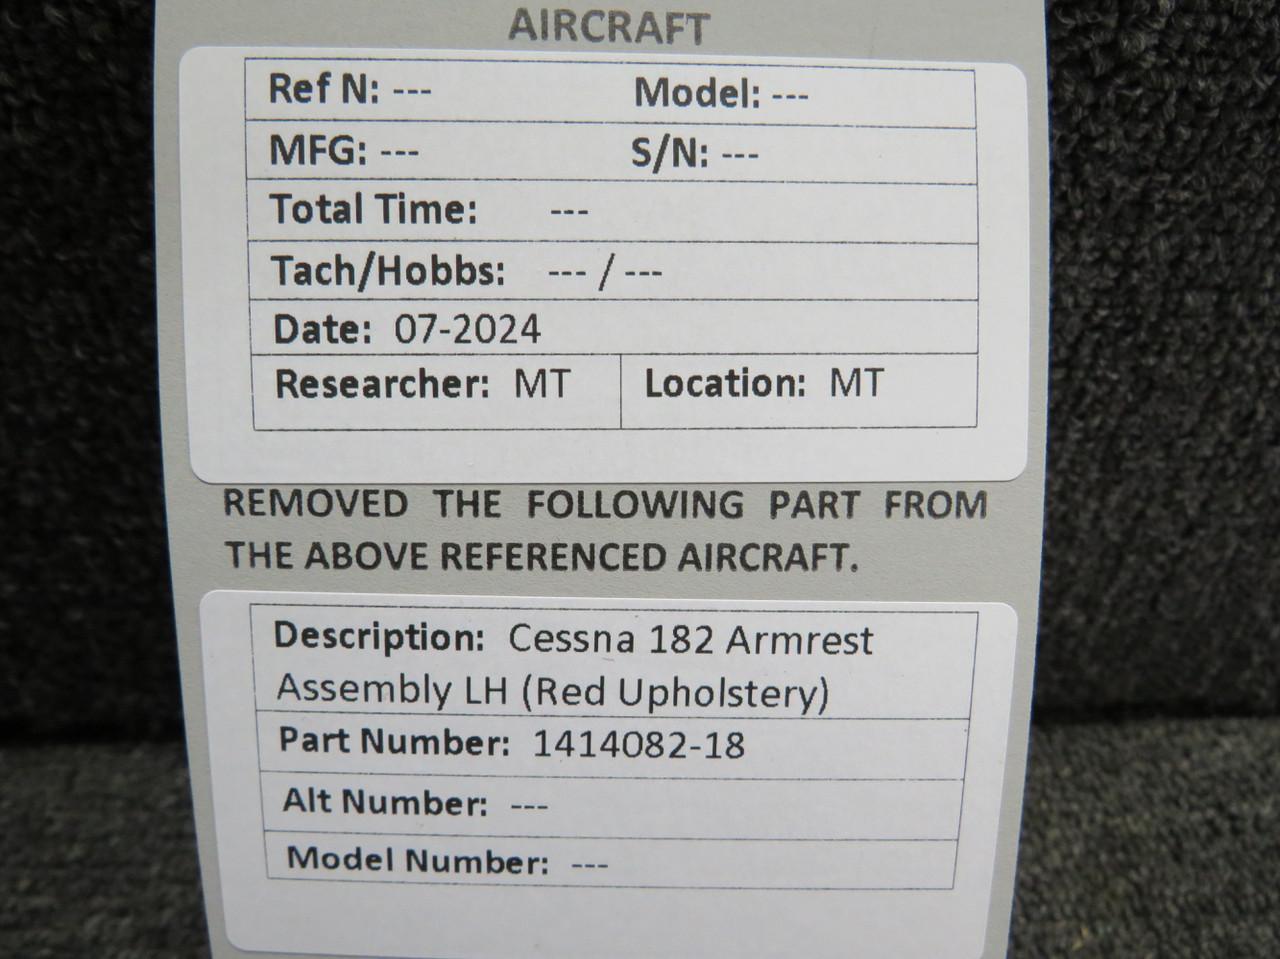 AIRCRAFT
Ref N: --- Model: ---
MFG: --- S/N: ---
Total Time: ---
Tach/Hobbs: --- / ---
Date: 07-2024
Researcher: MT Location: MT
REMOVED THE FOLLOWING PART FROM
THE ABOVE REFERENCED AIRCRAFT.
Description: Cessna 182 Armrest
Assembly LH (Red Upholstery)
Part Number: 1414082-18
Alt Number: ---
Model Number: ---